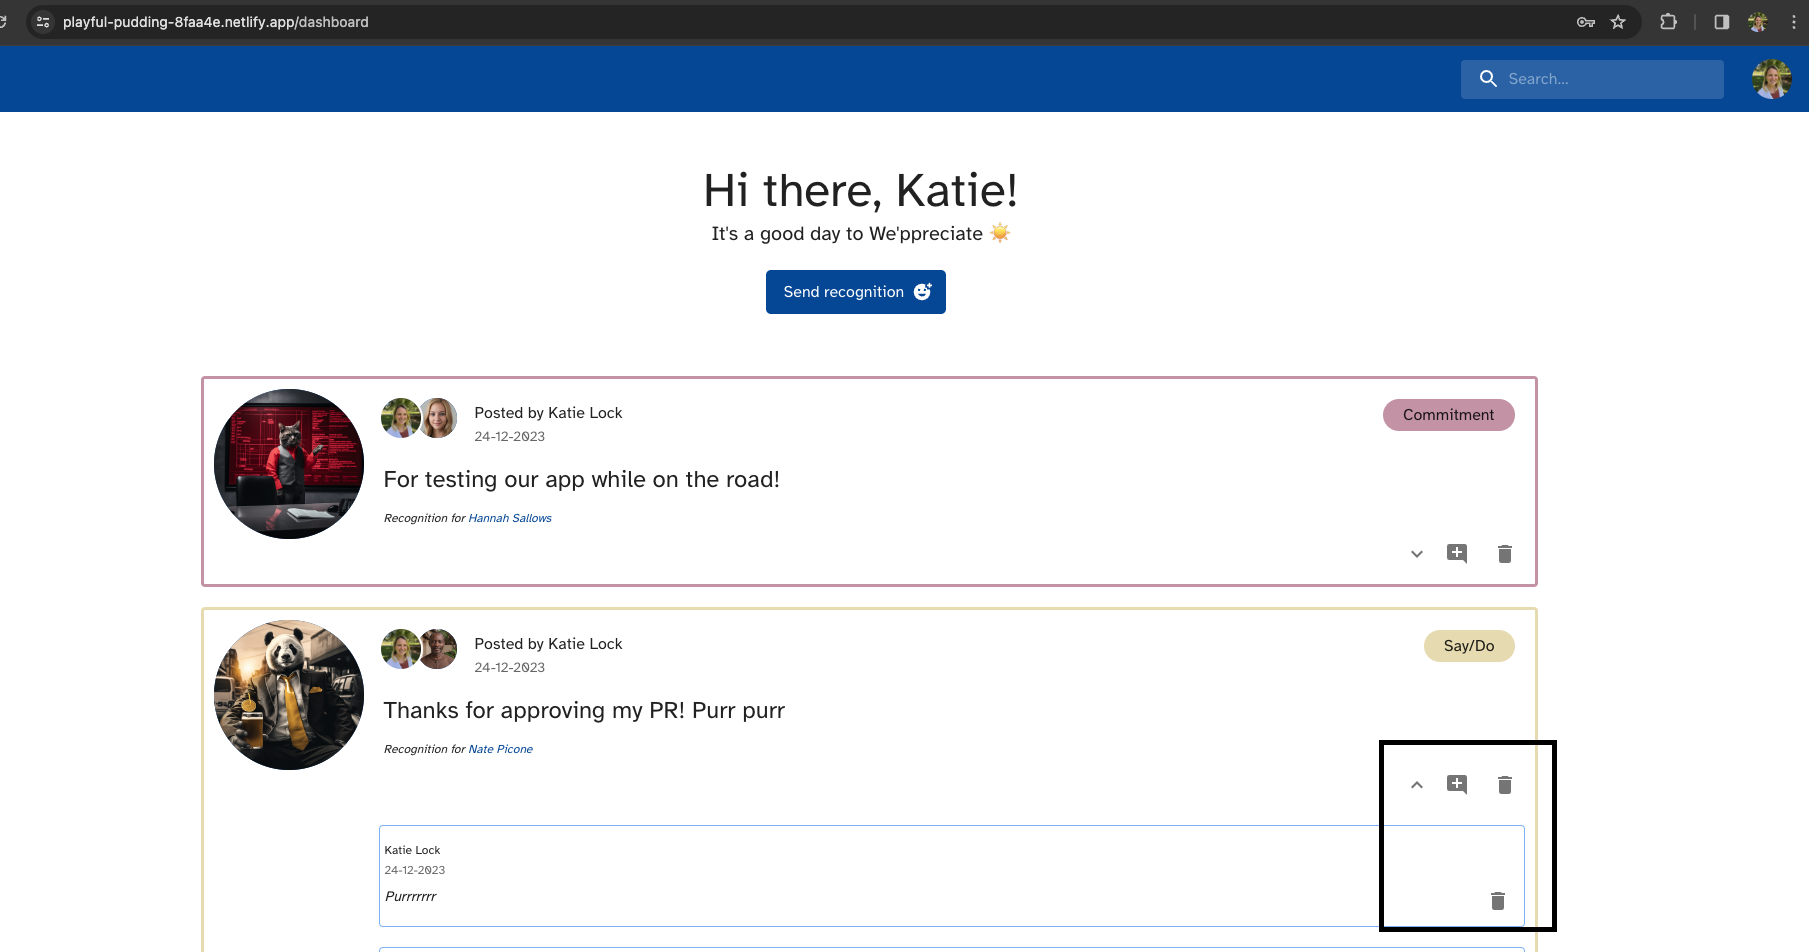 playful-pudding-8faa4e.netlify.app/dashboard
Search...
Hi there, Katie!
It's a good day to We'ppreciate ☀️
Send recognition
Posted by Katie Lock
24-12-2023
Commitment
For testing our app while on the road!
Recognition for Hannah Sallows
Posted by Katie Lock
24-12-2023
Say/Do
Thanks for approving my PR! Purr purr
Recognition for Nate Picone
Katie Lock
24-12-2023
Purrrrrrr